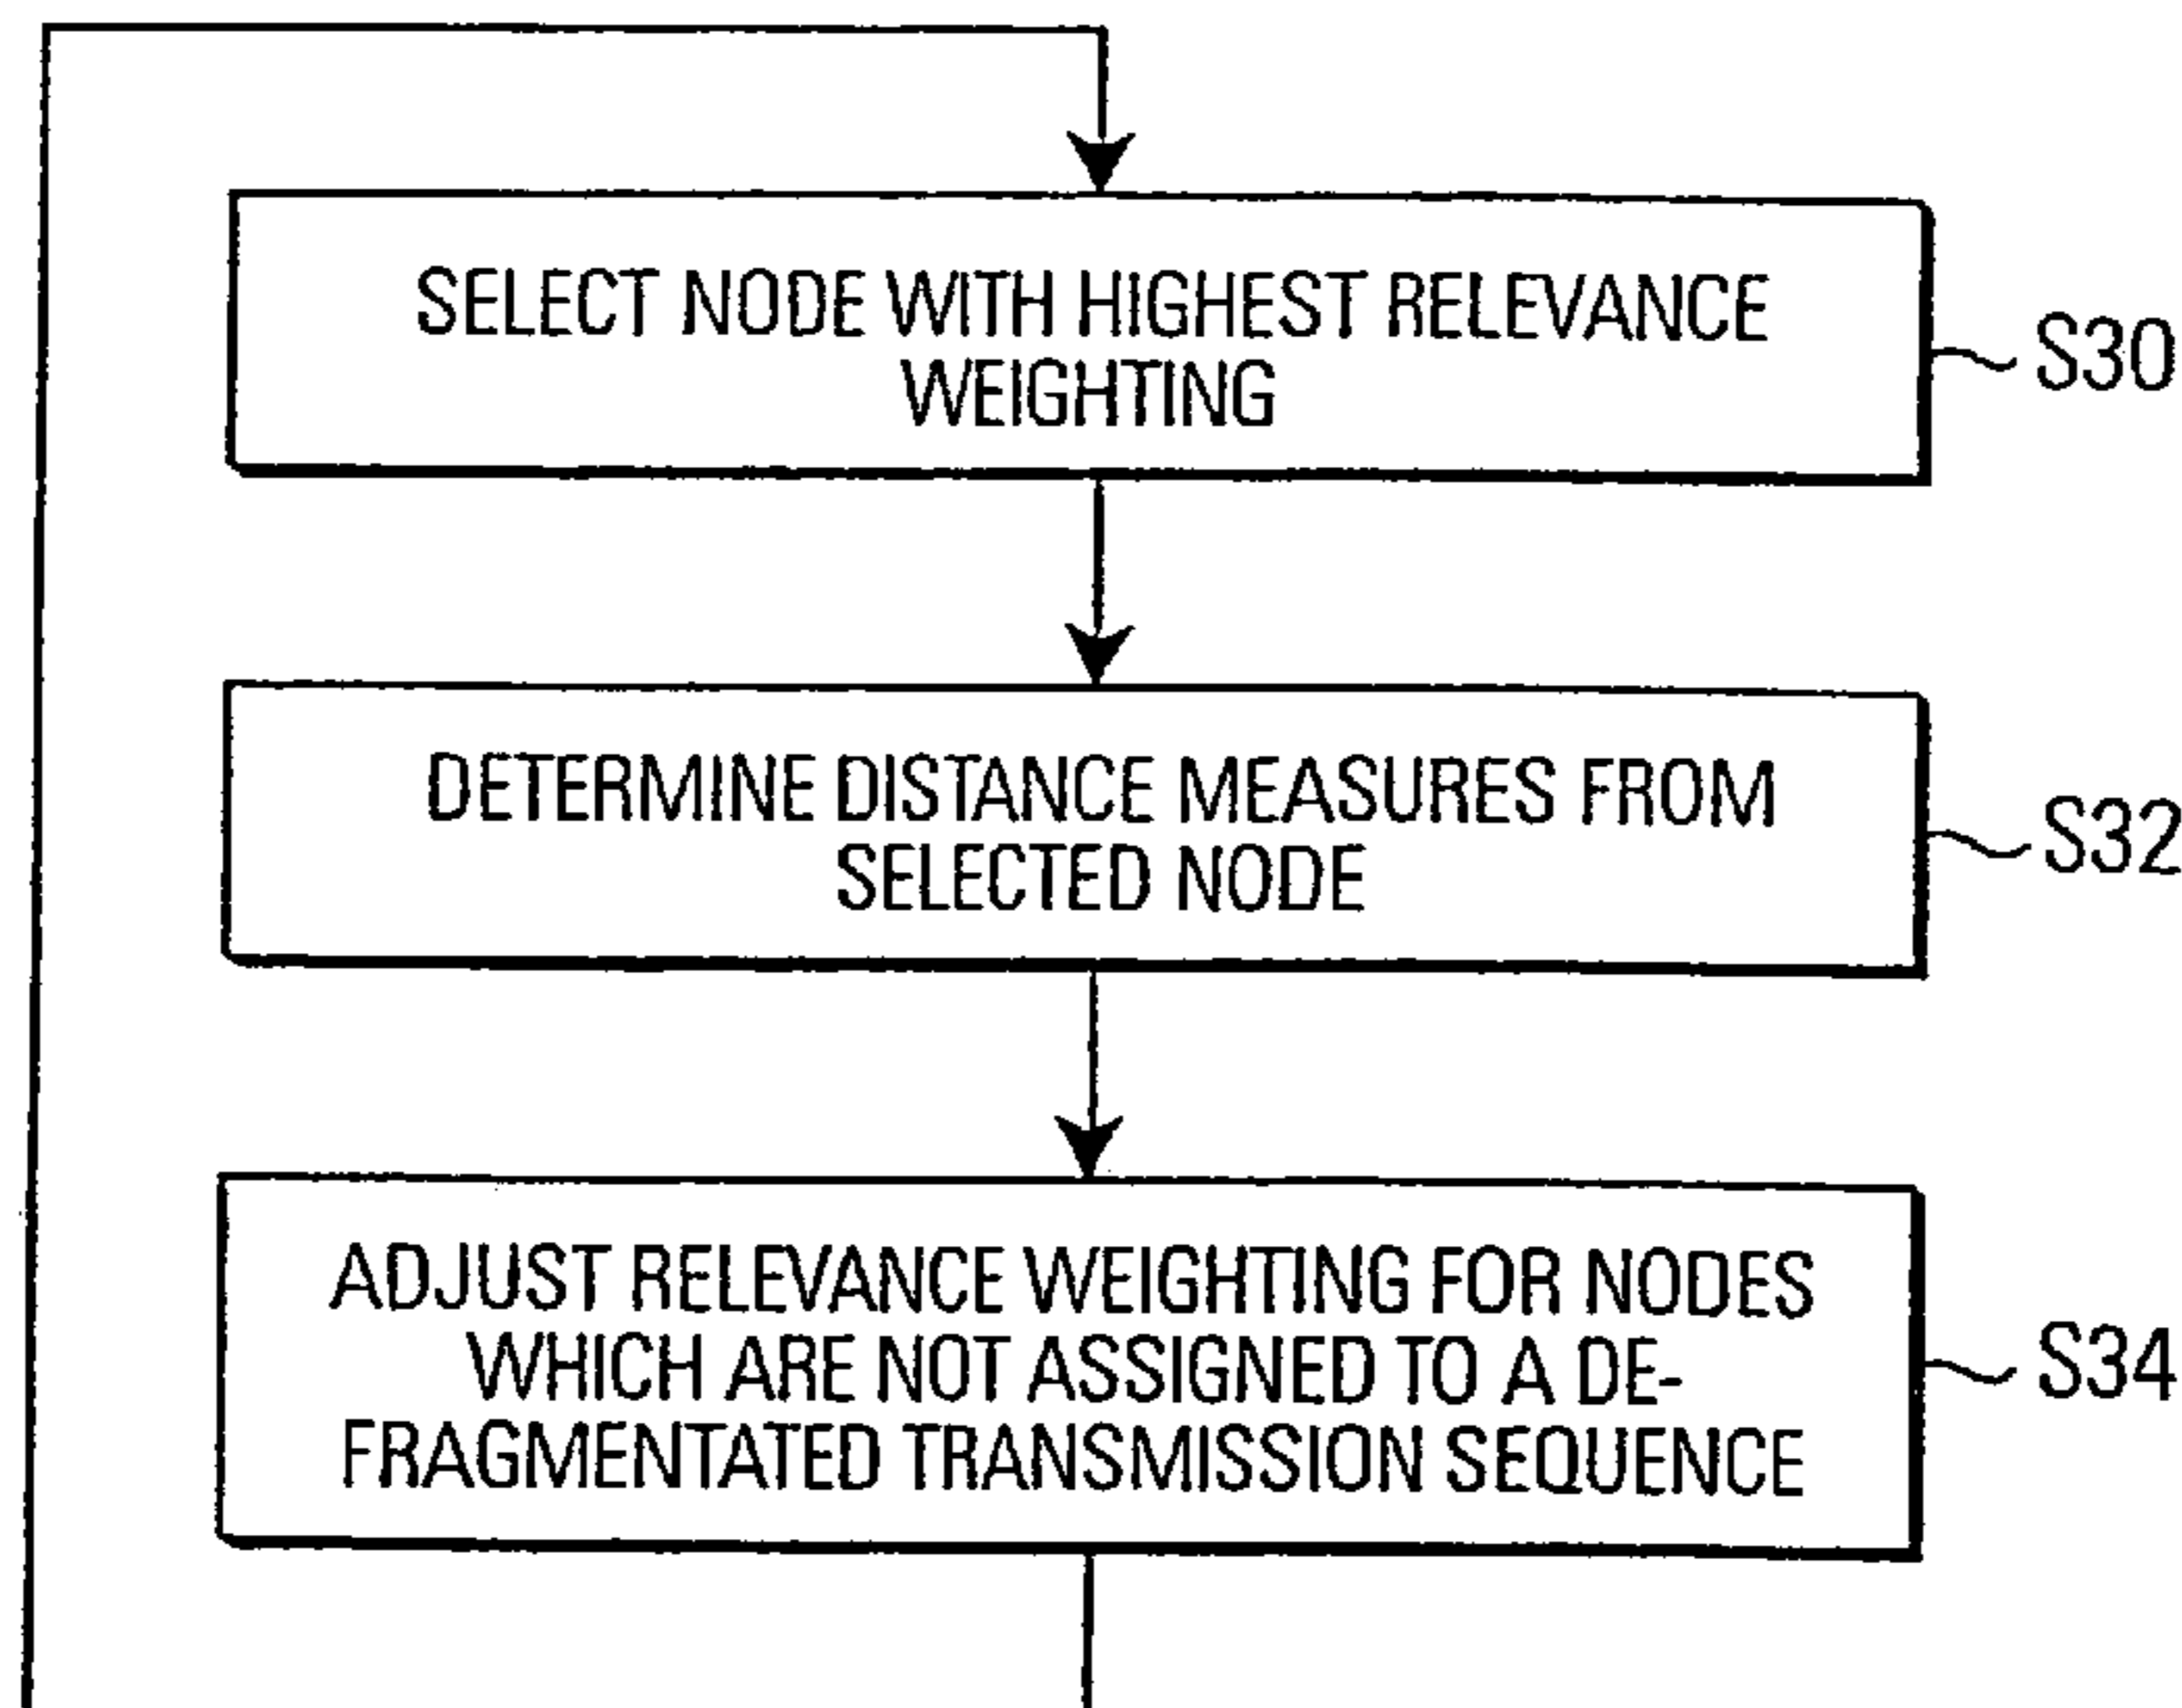 SELECT NODE WITH HIGHEST RELEVANCE
WEIGHTING
S30
DETERMINE DISTANCE MEASURES FROM
SELECTED NODE
S32
ADJUST RELEVANCE WEIGHTING FOR NODES
WHICH ARE NOT ASSIGNED TO A DE-
FRAGMENTATED TRANSMISSION SEQUENCE
S34